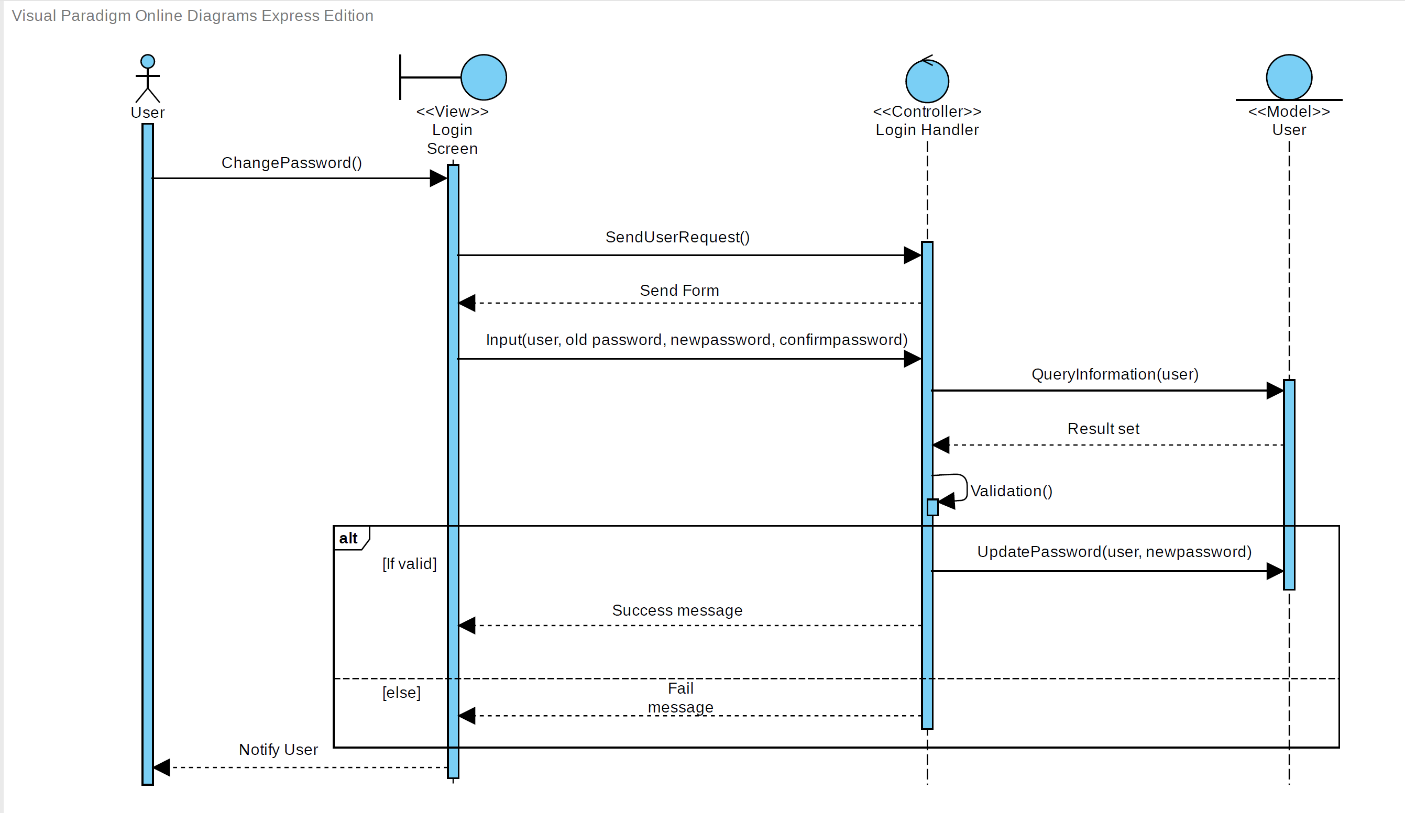 Visual Paradigm Online Diagrams Express Edition
User
<<View>>
Login
Screen
<<Controller>>
Login Handler
<<Model>>
User
ChangePassword()
SendUserRequest()
Send Form
Input(user, old password, newpassword, confirmpassword)
QueryInformation(user)
Result set
Validation()
alt
[If valid]
UpdatePassword(user, newpassword)
Success message
[else]
Fail
message
Notify User